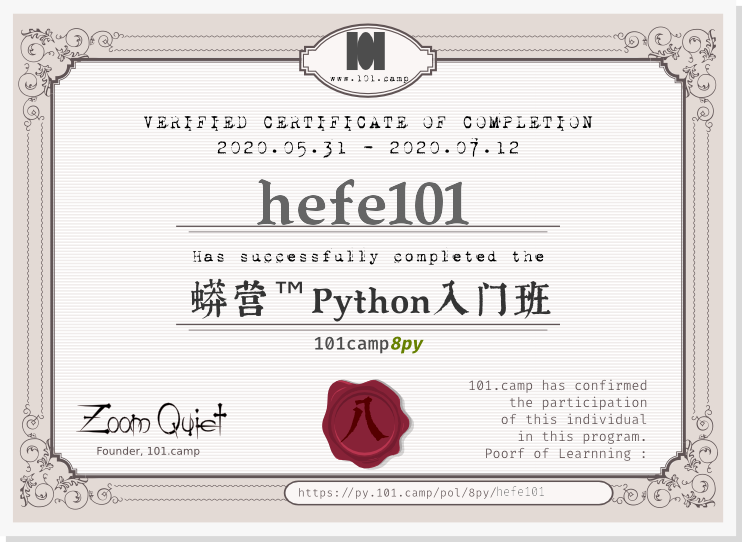 www.101.camp
VERIFIED CERTIFICATE OF COMPLETION
2020.05.31 - 2020.07.12
hefe101
Has successfully completed the
蟒营™Python入门班
101camp8py
Zoom Quiet
Founder, 101.camp
八
101.camp has confirmed
the participation
of this individual
in this program.
Poorf of Learnning :
https://py.101.camp/pol/8py/hefe101